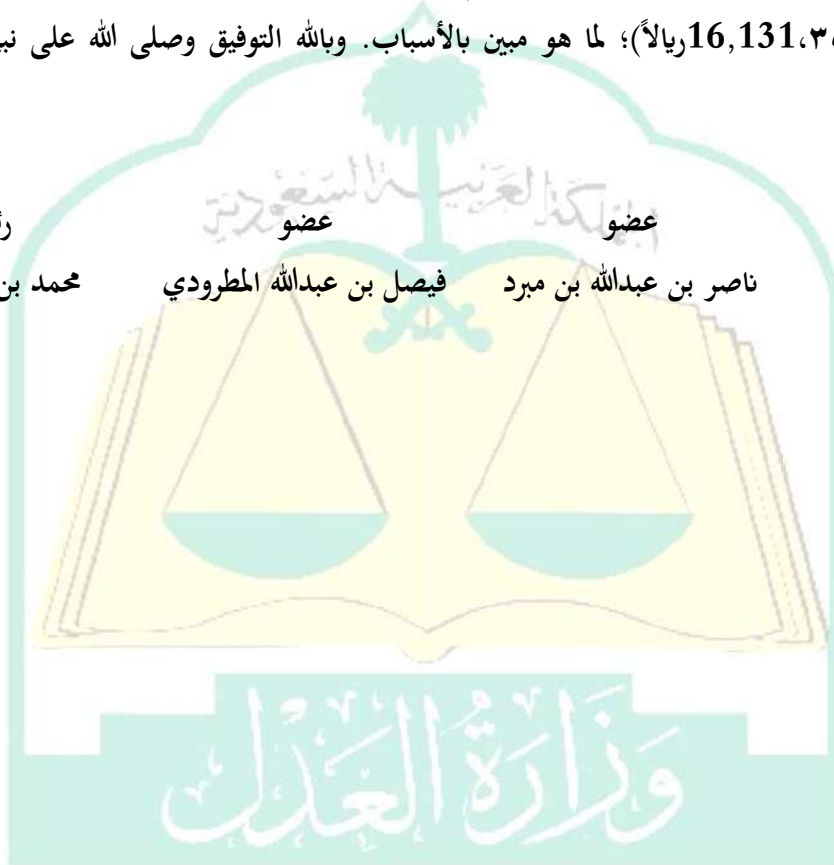 16,131،٣ريالاً)؛ لما هو مبين بالأسباب. وبالله التوفيق وصلى الله على
المملكة العربية السعودية
عضو عضو
ناصر بن عبدالله بن مبرد فيصل بن عبدالله المطرودي محمد بن
وزارة العدل